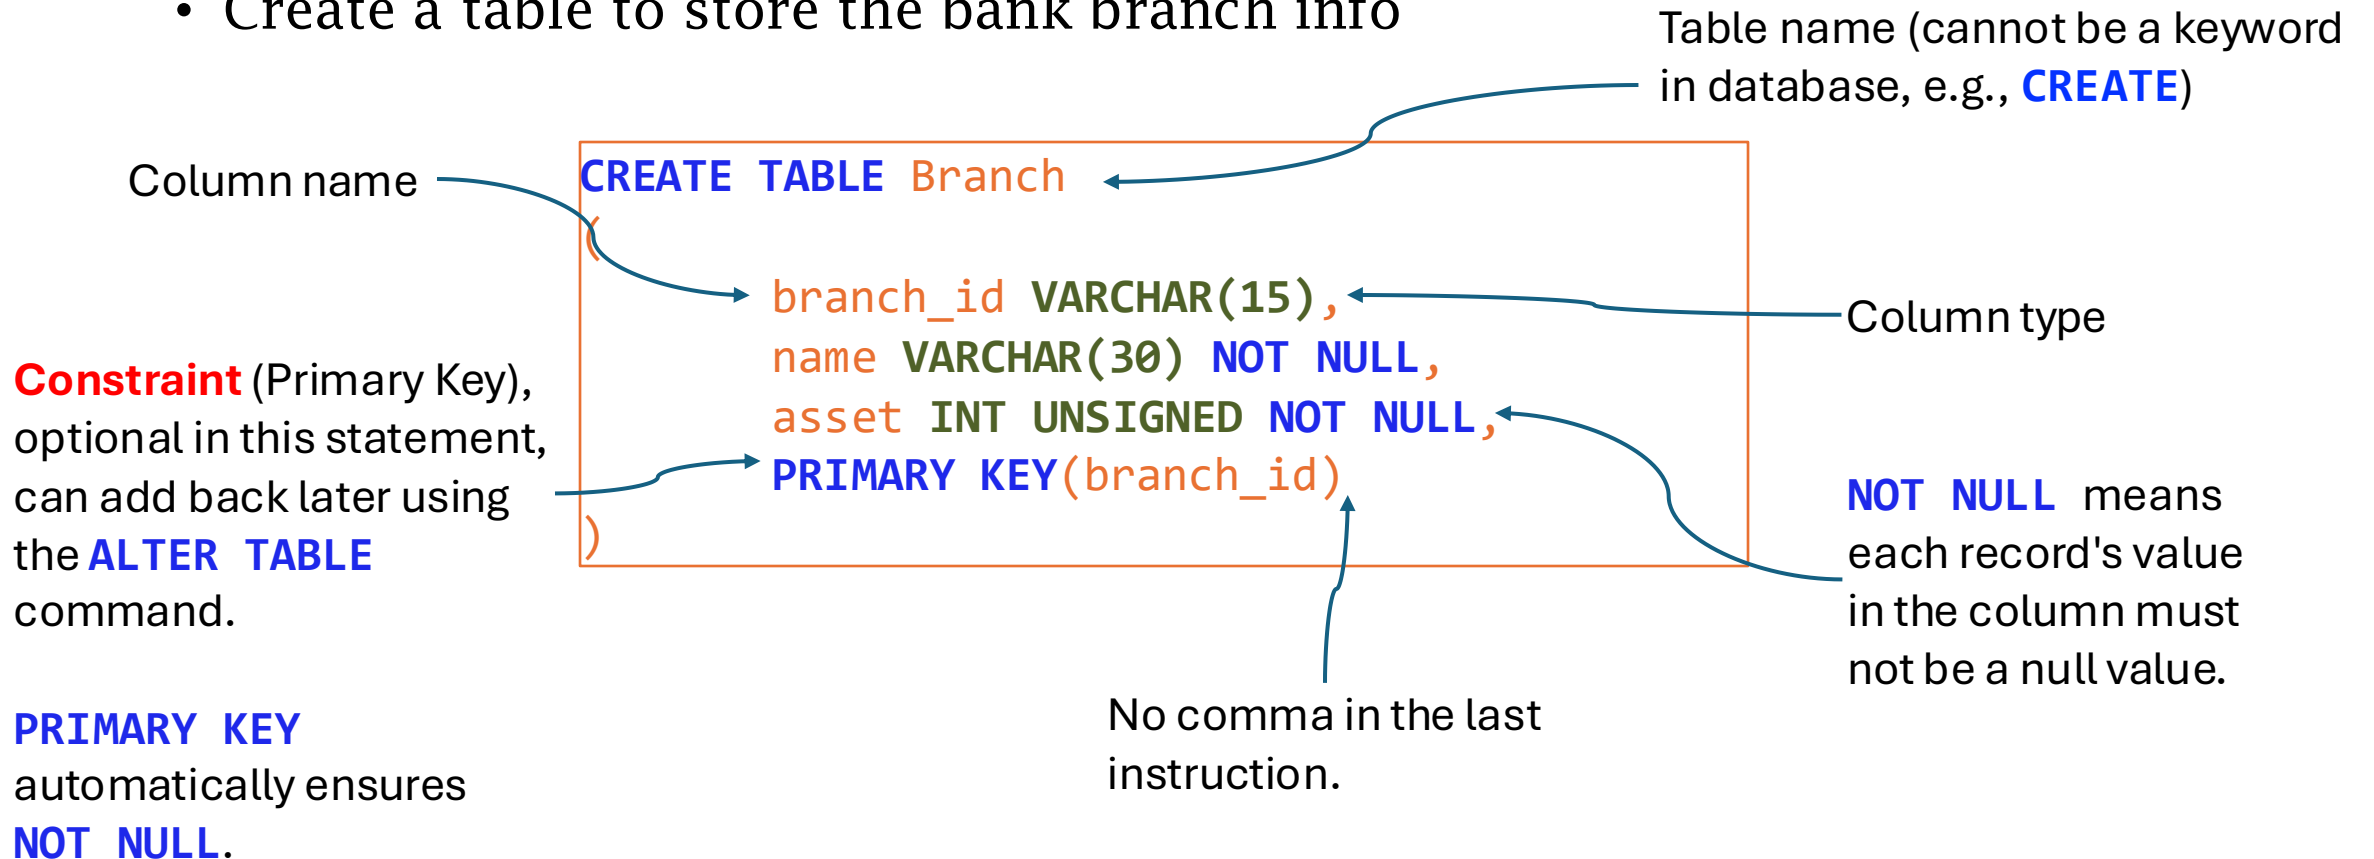 • Create a table to store the bank branch info
Table name (cannot be a keyword
in database, e.g., CREATE)
Column name
CREATE TABLE Branch
(
branch_id VARCHAR(15),
name VARCHAR(30) NOT NULL,
asset INT UNSIGNED NOT NULL,
PRIMARY KEY(branch_id)
)
Column type
Constraint (Primary Key),
optional in this statement,
can add back later using
the ALTER TABLE
command.
NOT NULL means
each record's value
in the column must
not be a null value.
PRIMARY KEY
automatically ensures
NOT NULL.
No comma in the last
instruction.